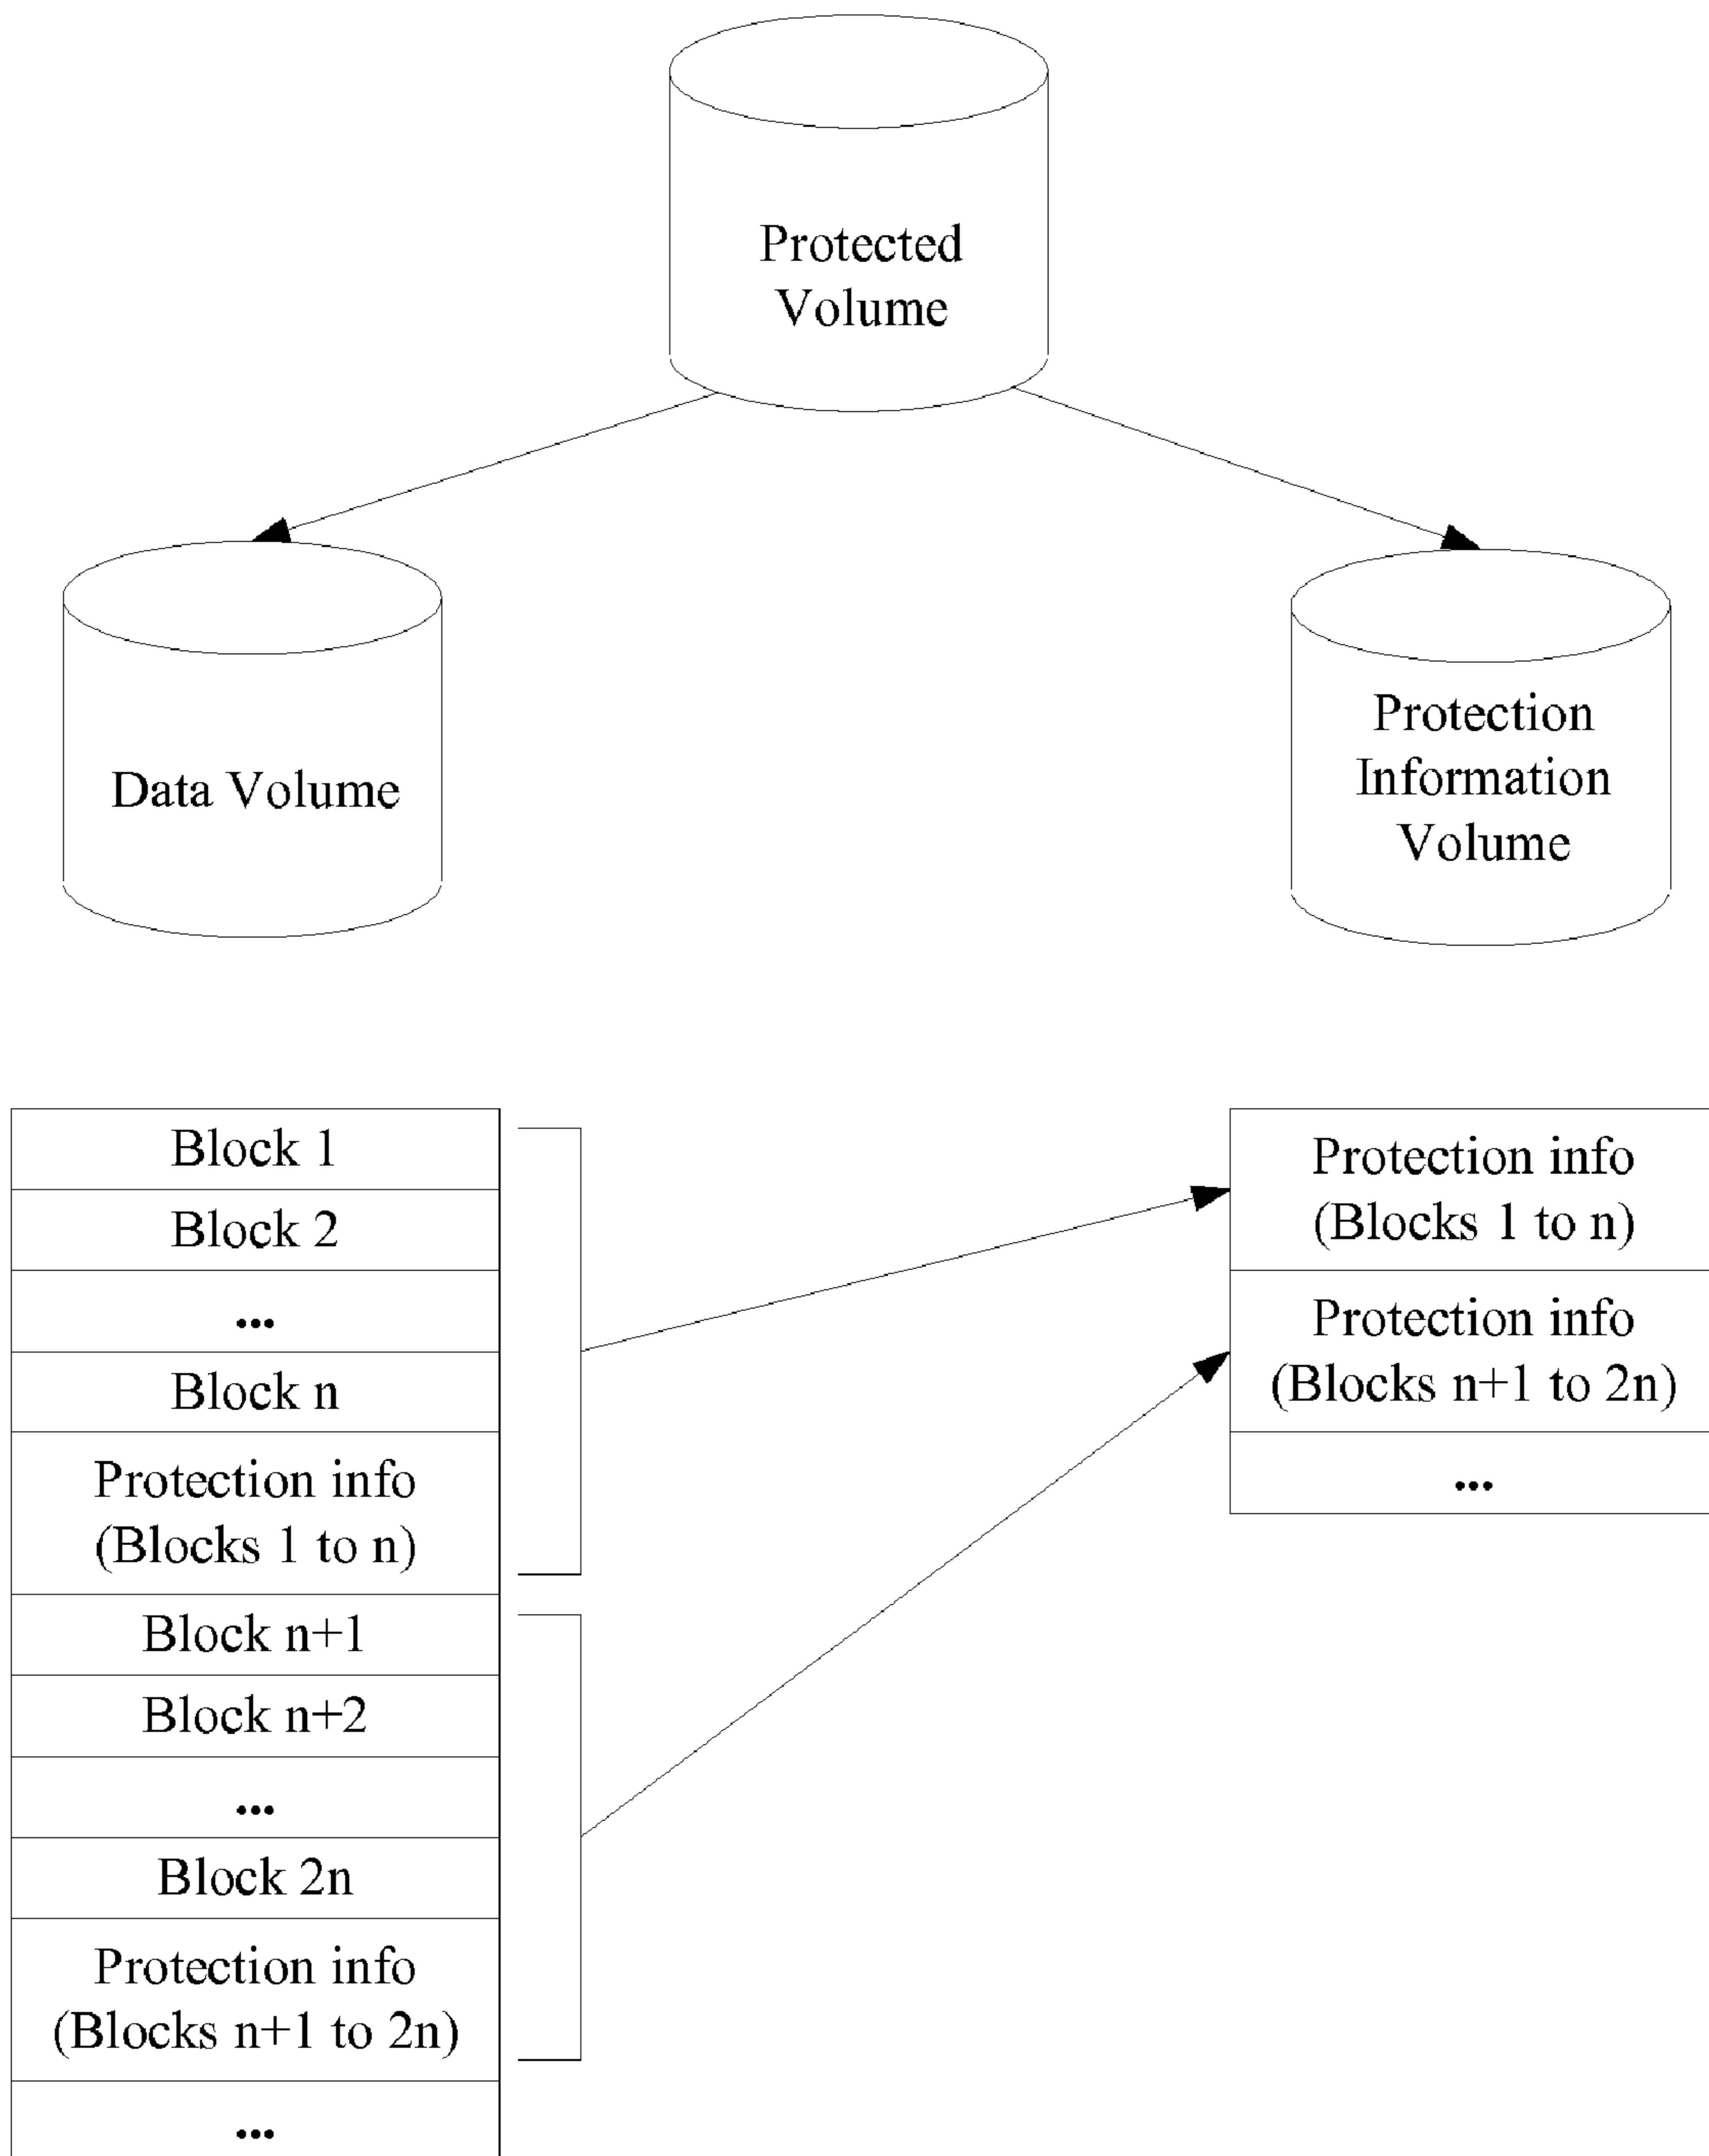 Protected
Volume
Data Volume
Protection
Information
Volume
Block 1
Block 2
...
Block n
Protection info
(Blocks 1 to n)
Block n+1
Block n+2
...
Block 2n
Protection info
(Blocks n+1 to 2n)
...
Protection info
(Blocks 1 to n)
Protection info
(Blocks n+1 to 2n)
...